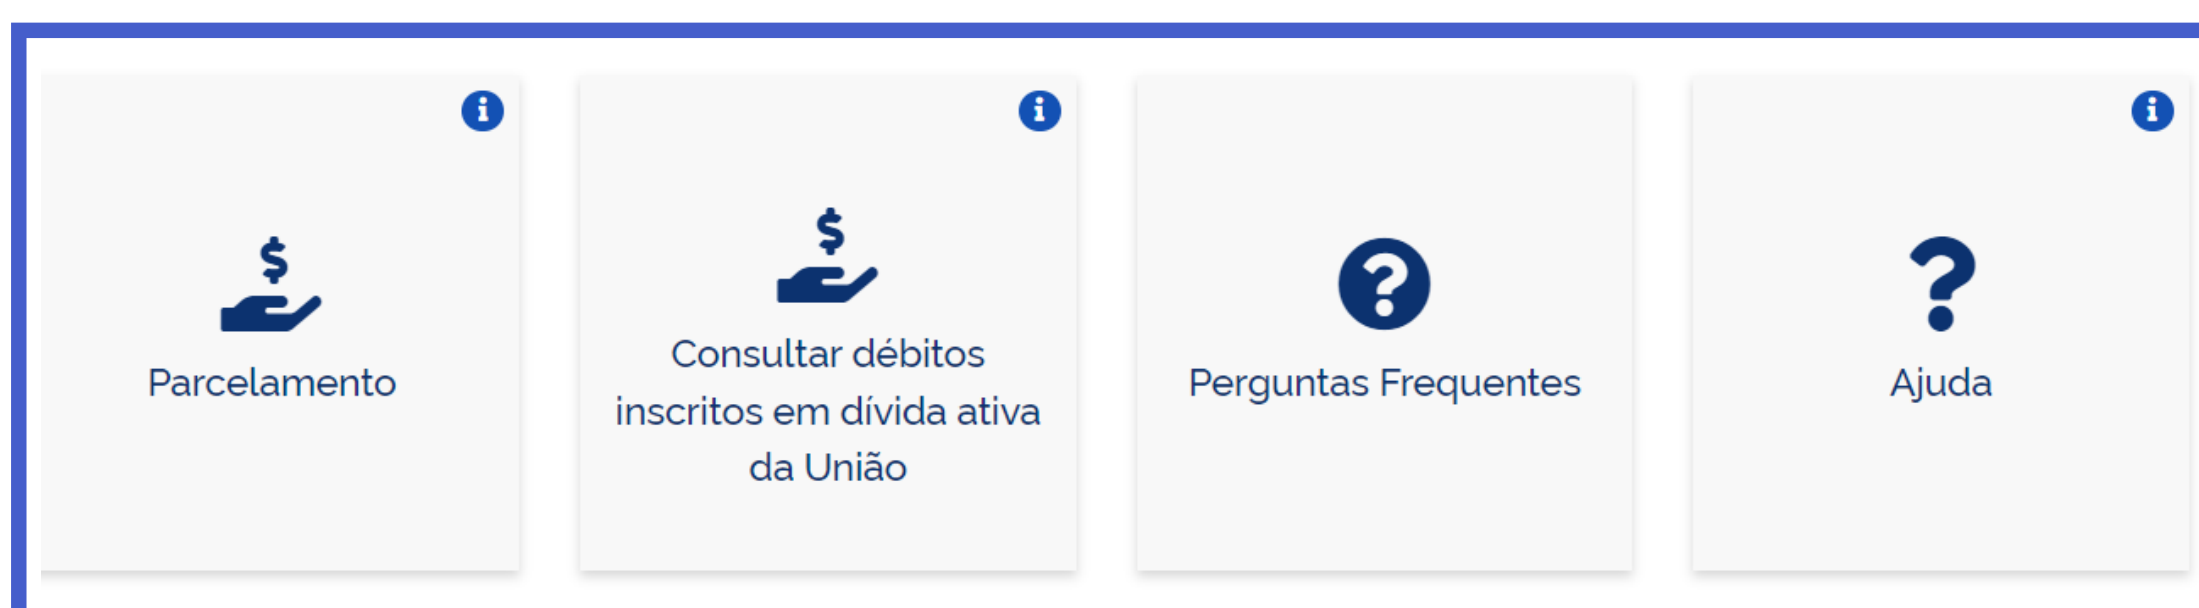 Parcelamento
Consultar débitos
inscritos em dívida ativa
da União
Perguntas Frequentes
Ajuda